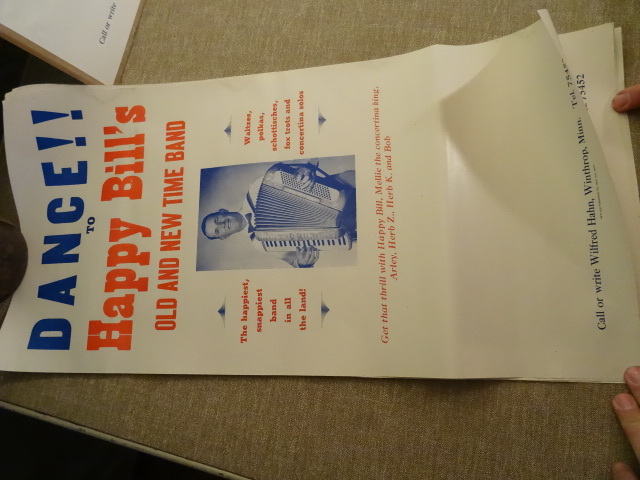 DANCE!!
TO
Happy Bill's
OLD AND NEW TIME BAND
The happiest,
snappiest
band
in all
the land!
Waltzes,
polkas,
schottisches,
fox trots and
concertina solos
Get that thrill with Happy Bill, Mollie the concertina king,
Arley, Herb Z., Herb K. and Bob
Call or write Wilfred Hahn, Winthrop, Minn.
Call or write